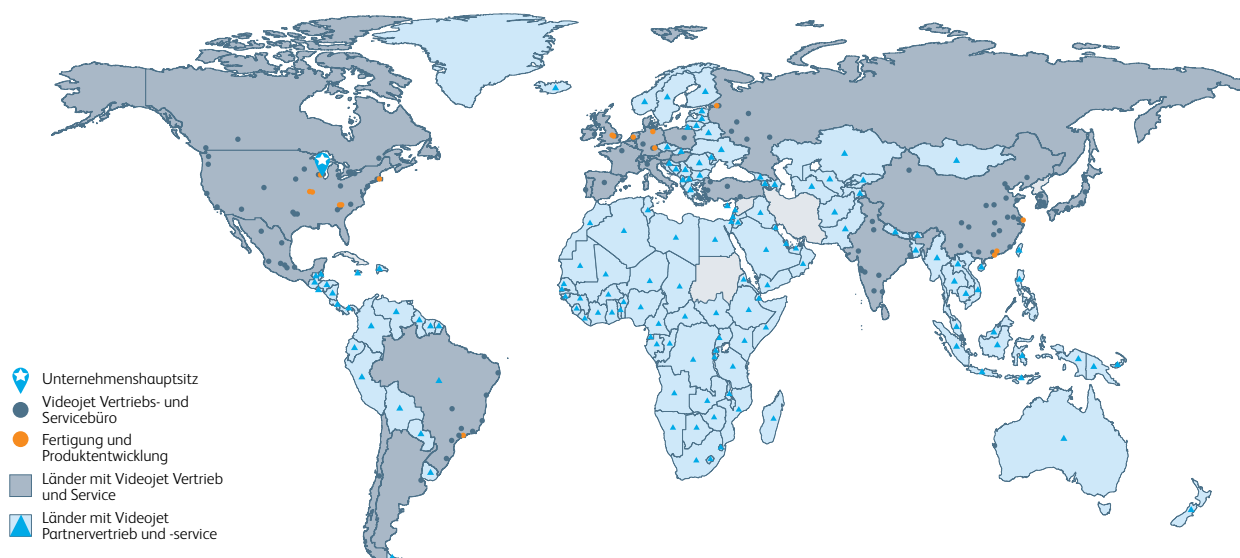 Unternehmenshauptsitz
Videojet Vertriebs- und
Servicebüro
Fertigung und
Produktentwicklung
Länder mit Videojet Vertrieb
und Service
Länder mit Videojet
Partnervertrieb und -service